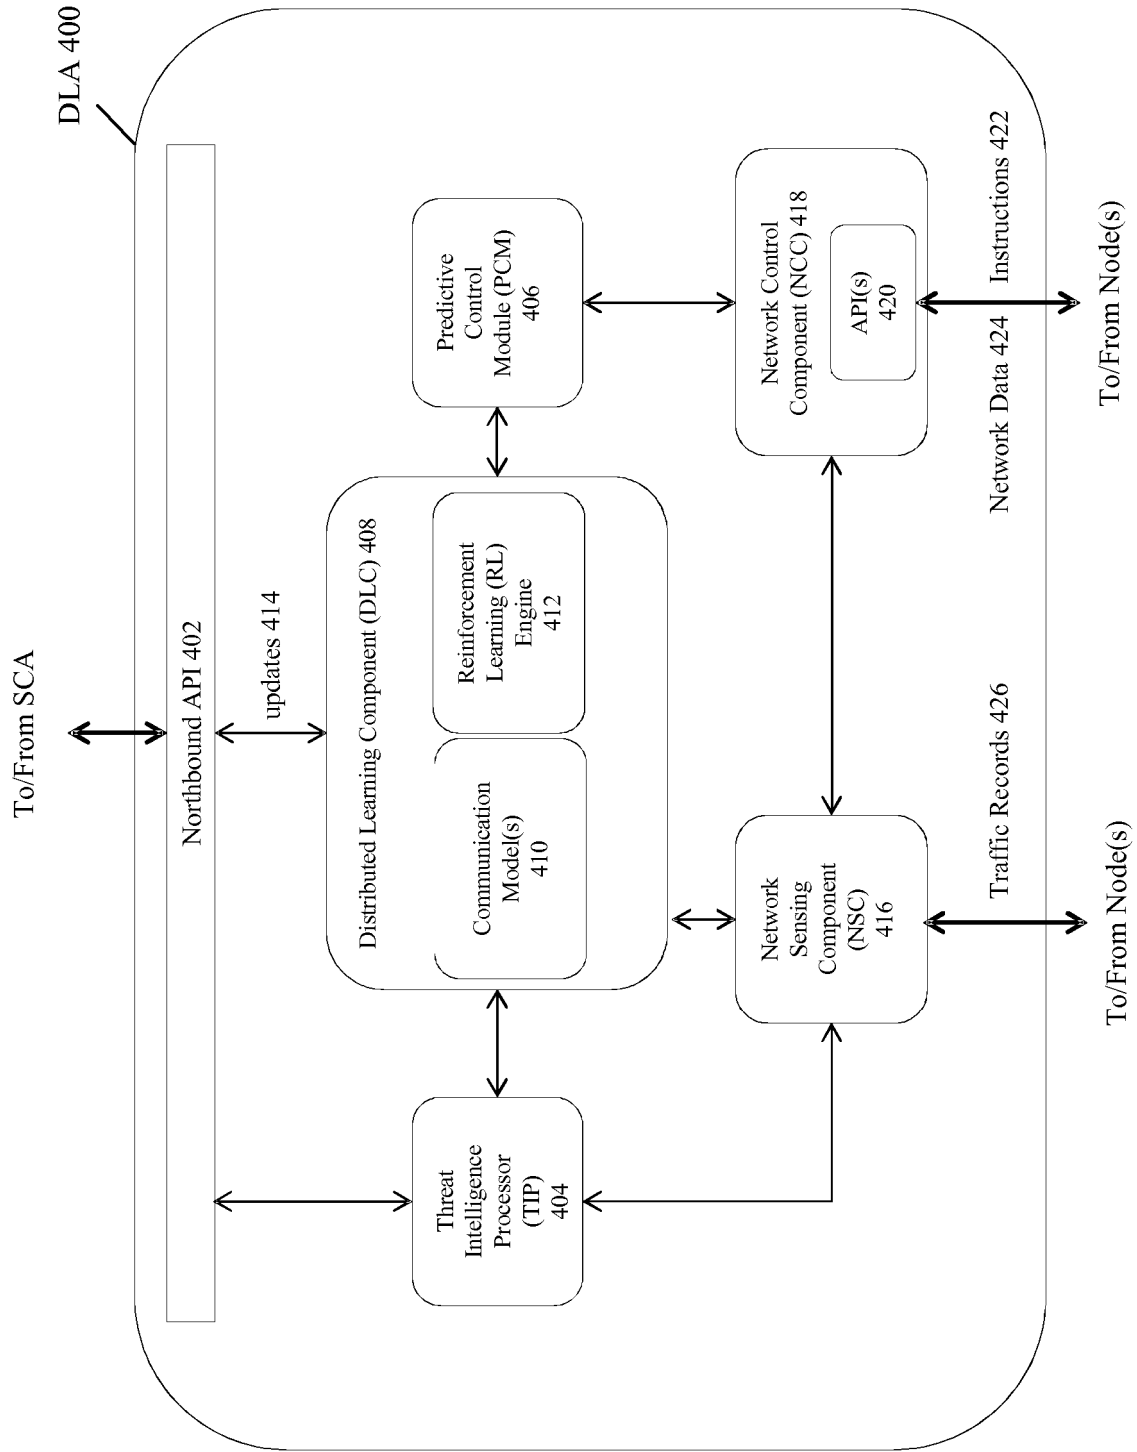 DLA 400
To/From SCA
Northbound API 402
updates 414
Distributed Learning Component (DLC) 408
Threat
Intelligence
Processor
(TIP)
404
Communication
Model(s)
410
Reinforcement
Learning (RL)
Engine
412
Predictive
Control
Module (PCM)
406
Network
Sensing
Component
(NSC)
416
Network Control
Component (NCC) 418
API(s)
420
Traffic Records 426
Network Data 424
Instructions 422
To/From Node(s)
To/From Node(s)